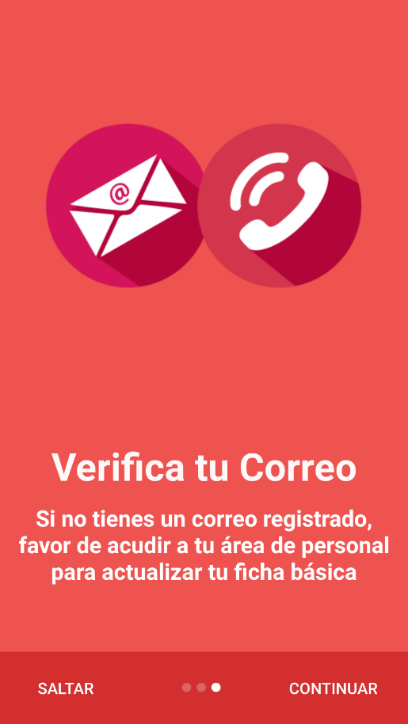 @
Verifica tu Correo
Si no tienes un correo registrado,
favor de acudir a tu área de personal
para actualizar tu ficha básica
SALTAR
CONTINUAR